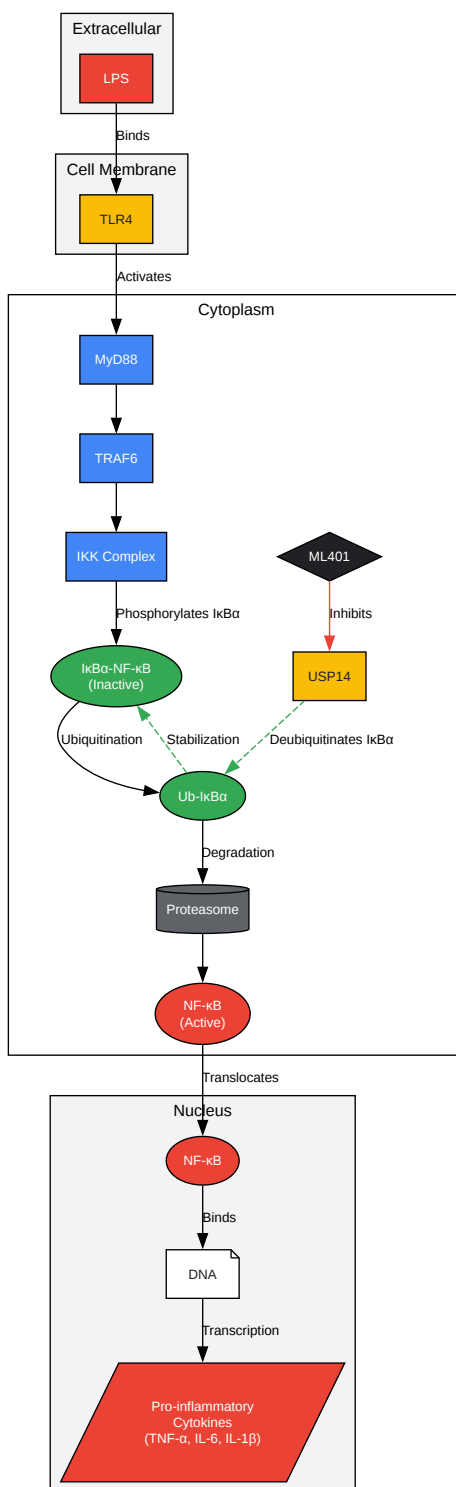 Extracellular
LPS
Binds
Cell Membrane
TLR4
Activates
Cytoplasm
MyD88
TRAF6
IKK Complex
ML401
Phosphorylates IκBα
Inhibits
IκBα-NF-κB
(Inactive)
USP14
Ubiquitination
Stabilization
Deubiquitinates IκBα
Ub-IκBα
Degradation
Proteasome
NF-κB
(Active)
Translocates
Nucleus
NF-κB
Binds
DNA
Transcription
Pro-inflammatory
Cytokines
(TNF-α, IL-6, IL-1β)